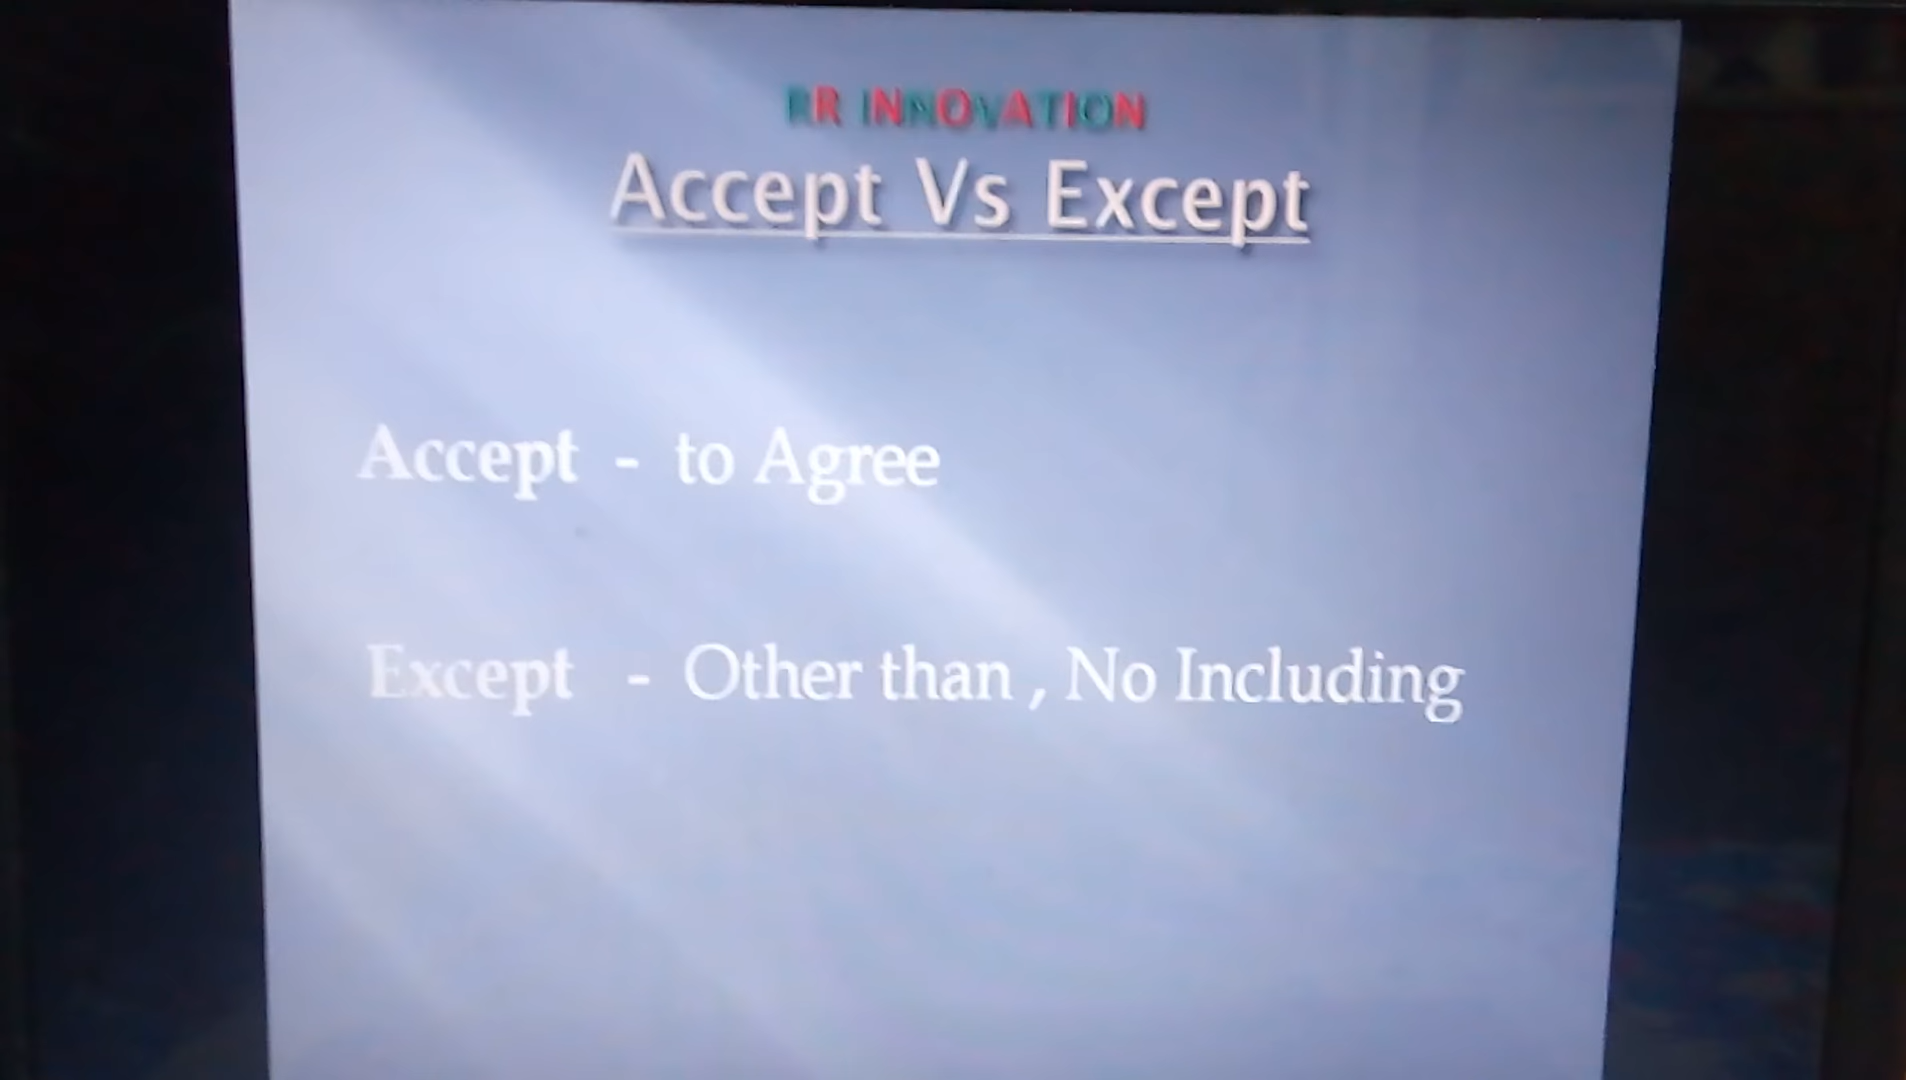 RR INNOVATION
Accept Vs Except
Accept - to Agree
Except - Other than , No Including